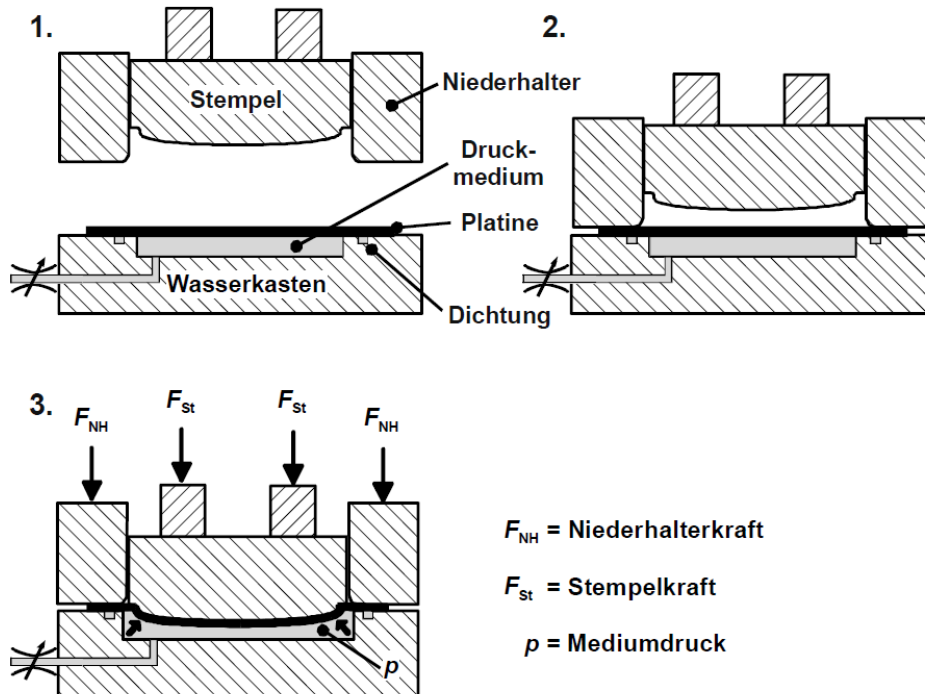 1.
Stempel
Niederhalter
Druck-
medium
Platine
Wasserkasten
Dichtung
2.
3.
F_NH
F_St
F_St
F_NH
p
F_NH = Niederhalterkraft
F_St = Stempelkraft
p = Mediumdruck